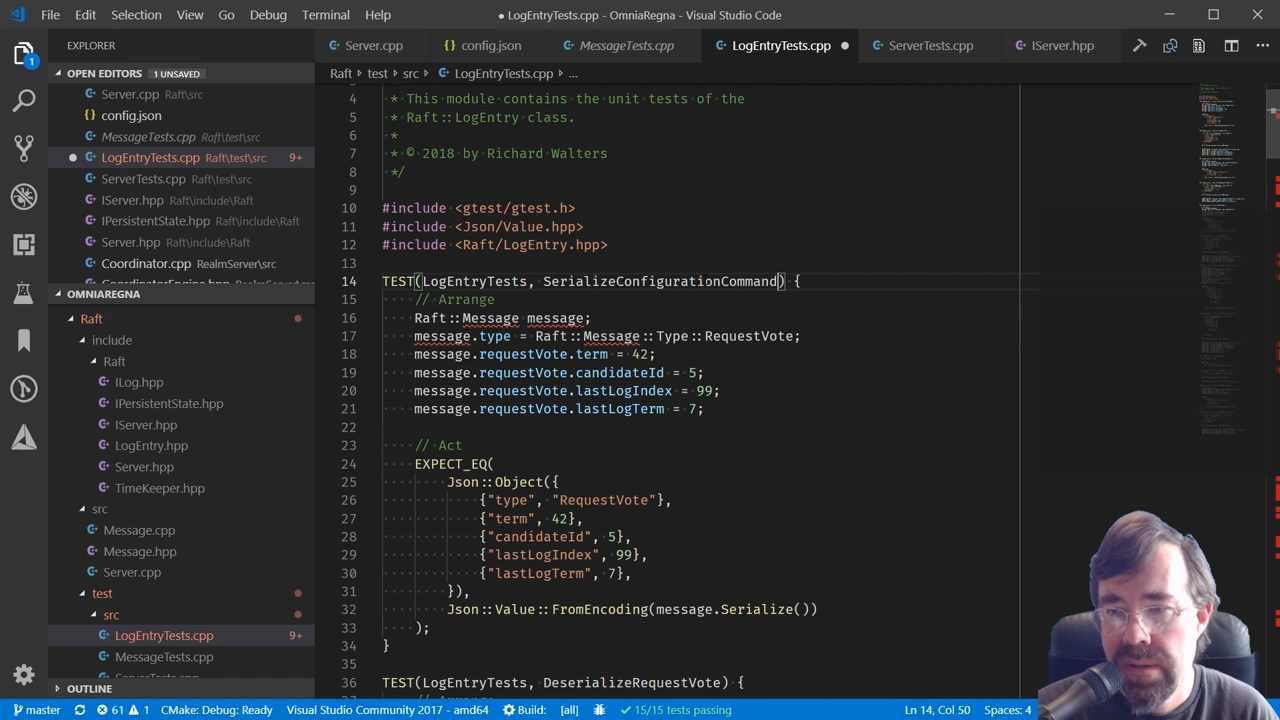 File Edit Selection View Go Debug Terminal Help
● LogEntryTests.cpp - OmniaRegna - Visual Studio Code
EXPLORER
Server.cpp
config.json
MessageTests.cpp
LogEntryTests.cpp ●
ServerTests.cpp
IServer.hpp
OPEN EDITORS 1 UNSAVED
Raft › test › src › LogEntryTests.cpp › ...
Server.cpp Raft\src
config.json
MessageTests.cpp Raft\test\src
● LogEntryTests.cpp Raft\test\src 9+
ServerTests.cpp Raft\test\src
IServer.hpp Raft\include\Raft
IPersistentState.hpp Raft\include\Raft
Server.hpp Raft\include\Raft
Coordinator.cpp RealmServer\src
CoordinatorEngine.hpp
OMNIAREGNA
Raft
include
Raft
ILog.hpp
IPersistentState.hpp
IServer.hpp
LogEntry.hpp
Server.hpp
TimeKeeper.hpp
src
Message.cpp
Message.hpp
Server.cpp
test
src
LogEntryTests.cpp 9+
MessageTests.cpp
ServerTests.cpp
OUTLINE
4 * This module contains the unit tests of the
5 * Raft::LogEntry class.
6 *
7 * © 2018 by Richard Walters
8 */
9
10 #include <gtest/gtest.h>
11 #include <Json/Value.hpp>
12 #include <Raft/LogEntry.hpp>
13
14 TEST(LogEntryTests, SerializeConfigurationCommand) {
15 // Arrange
16 Raft::Message message;
17 message.type = Raft::Message::Type::RequestVote;
18 message.requestVote.term = 42;
19 message.requestVote.candidateId = 5;
20 message.requestVote.lastLogIndex = 99;
21 message.requestVote.lastLogTerm = 7;
22
23 // Act
24 EXPECT_EQ(
25 Json::Object({
26 {"type", "RequestVote"},
27 {"term", 42},
28 {"candidateId", 5},
29 {"lastLogIndex", 99},
30 {"lastLogTerm", 7},
31 }),
32 Json::Value::FromEncoding(message.Serialize())
33 );
34 }
35
36 TEST(LogEntryTests, DeserializeRequestVote) {
master 61 1 CMake: Debug: Ready Visual Studio Community 2017 - amd64 Build: [all] ✓ 15/15 tests passing Ln 14, Col 50 Spaces: 4